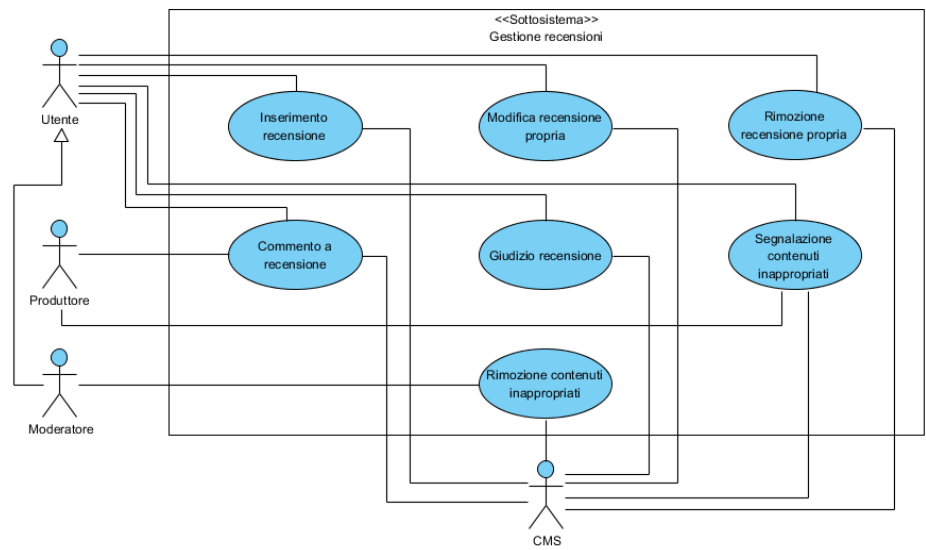 <<Sottosistema>>
Gestione recensioni
Utente
Inserimento
recensione
Modifica recensione
propria
Rimozione
recensione propria
Commento a
recensione
Giudizio recensione
Segnalazione
contenuti
inappropriati
Produttore
Rimozione contenuti
inappropriati
Moderatore
CMS